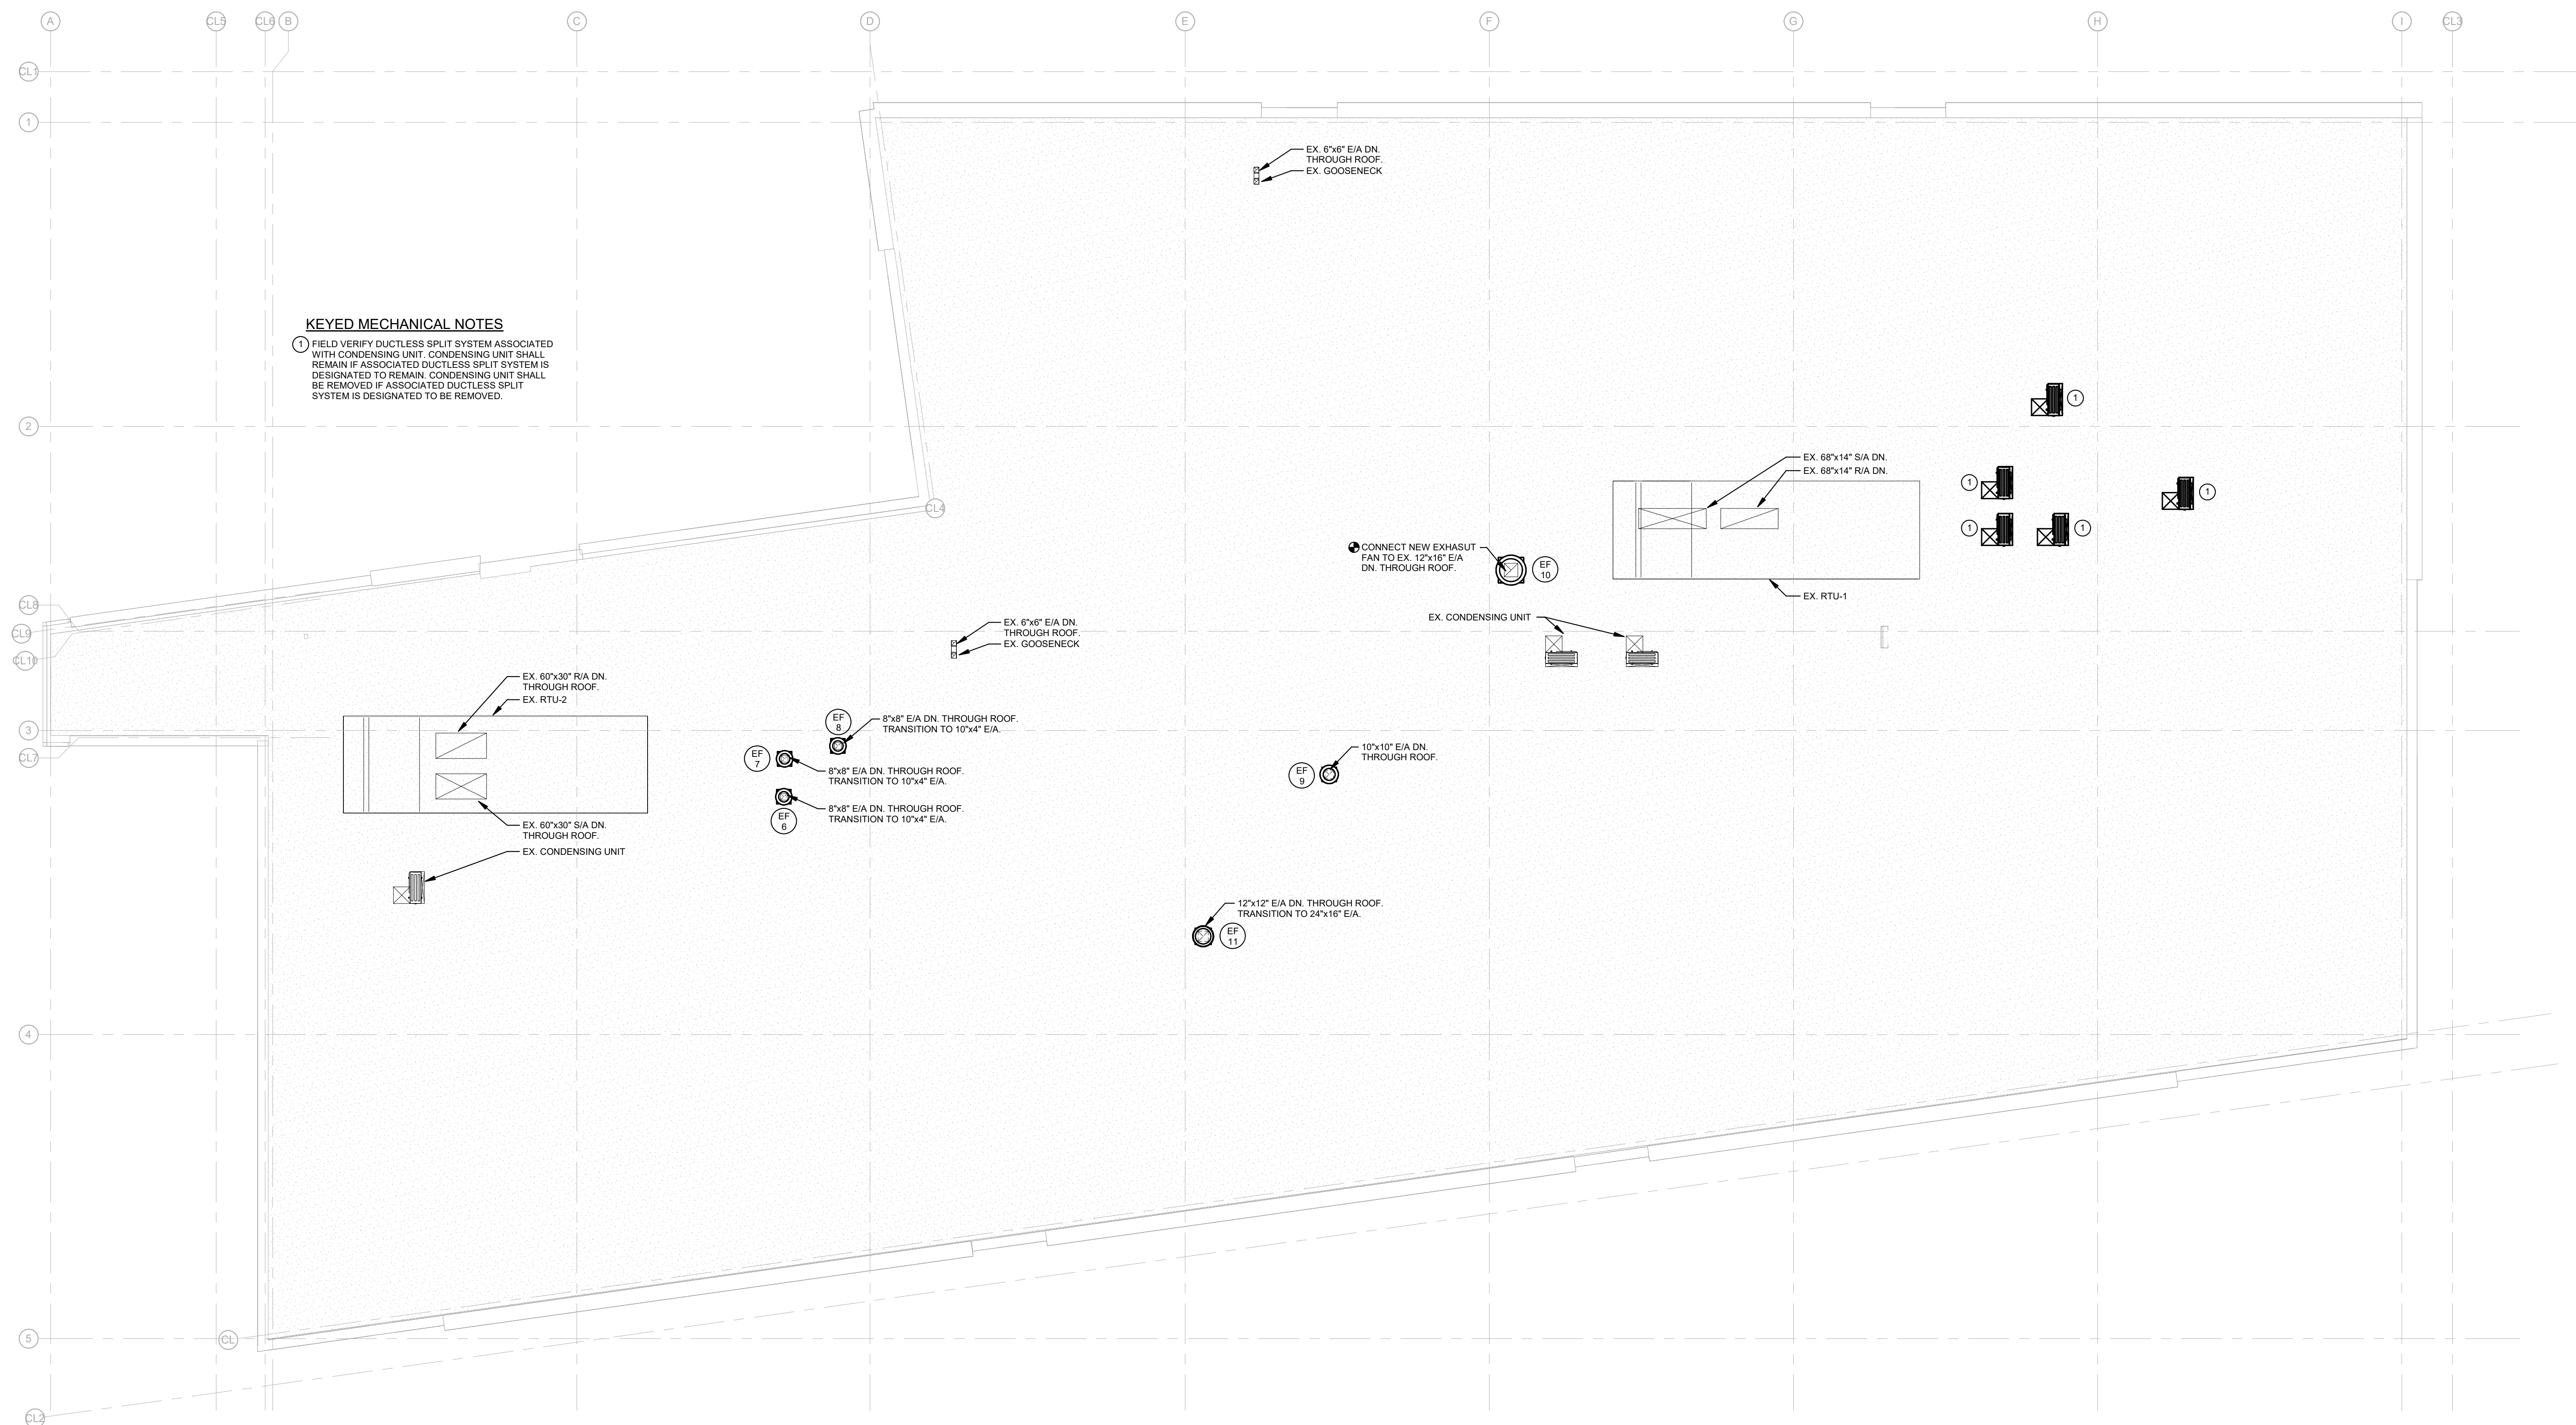 A
CL5
CL6
B
C
D
E
F
G
H
I
CL3
CL1
1
EX. 6"x6" E/A DN.
THROUGH ROOF.
EX. GOOSENECK
KEYED MECHANICAL NOTES
1 FIELD VERIFY DUCTLESS SPLIT SYSTEM ASSOCIATED
WITH CONDENSING UNIT. CONDENSING UNIT SHALL
REMAIN IF ASSOCIATED DUCTLESS SPLIT SYSTEM IS
DESIGNATED TO REMAIN. CONDENSING UNIT SHALL
BE REMOVED IF ASSOCIATED DUCTLESS SPLIT
SYSTEM IS DESIGNATED TO BE REMOVED.
1
2
EX. 68"x14" S/A DN.
EX. 68"x14" R/A DN.
1
1
CL4
1
1
CONNECT NEW EXHASUT
FAN TO EX. 12"x16" E/A
DN. THROUGH ROOF.
EF
10
EX. RTU-1
CL8
EX. CONDENSING UNIT
EX. 6"x6" E/A DN.
THROUGH ROOF.
EX. GOOSENECK
CL9
CL10
EX. 60"x30" R/A DN.
THROUGH ROOF.
EX. RTU-2
EF
8
8"x8" E/A DN. THROUGH ROOF.
TRANSITION TO 10"x4" E/A.
3
CL7
EF
7
8"x8" E/A DN. THROUGH ROOF.
TRANSITION TO 10"x4" E/A.
10"x10" E/A DN.
THROUGH ROOF.
EF
9
8"x8" E/A DN. THROUGH ROOF.
TRANSITION TO 10"x4" E/A.
EF
6
EX. 60"x30" S/A DN.
THROUGH ROOF.
EX. CONDENSING UNIT
12"x12" E/A DN. THROUGH ROOF.
TRANSITION TO 24"x16" E/A.
EF
11
4
5
CL
CL2